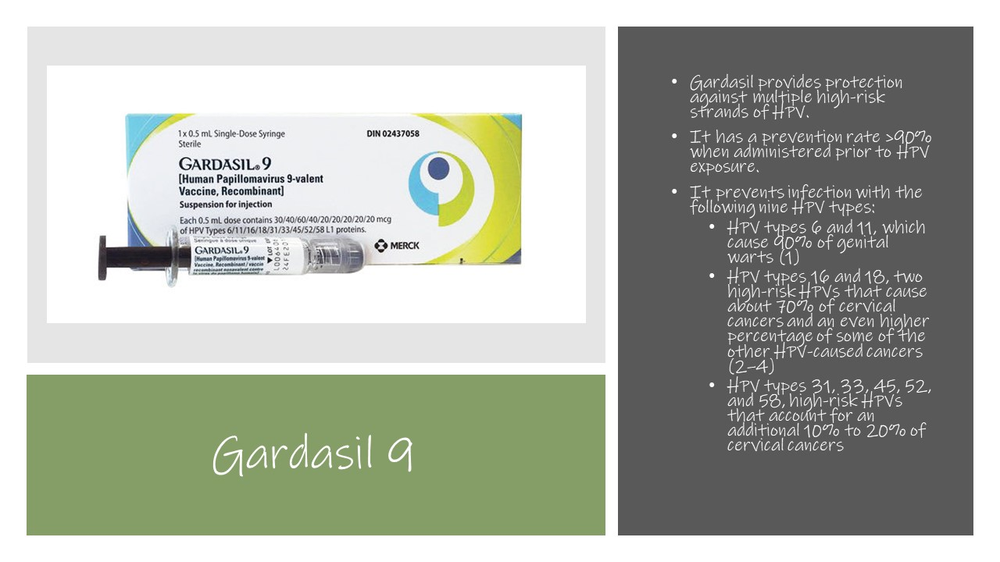 1 x 0.5 mL Single-Dose Syringe
Sterile
DIN 02437058
GARDASIL® 9
[Human Papillomavirus 9-valent
Vaccine, Recombinant]
Suspension for injection
Each 0.5 mL dose contains 30/40/60/40/20/20/20/20/20 mcg
of HPV Types 6/11/16/18/31/33/45/52/58 L1 proteins.
MERCK
Seringue à dose unique
GARDASIL® 9
[Human Papillomavirus 9-valent
Vaccine, Recombinant / vaccin
recombinant nonavalent contre
le virus du papillome humain]
LOT
Gardasil 9
• Gardasil provides protection
against multiple high-risk
strands of HPV.
• It has a prevention rate >90%
when administered prior to HPV
exposure.
• It prevents infection with the
following nine HPV types:
• HPV types 6 and 11, which
cause 90% of genital
warts (1)
• HPV types 16 and 18, two
high-risk HPVs that cause
about 70% of cervical
cancers and an even higher
percentage of some of the
other HPV-caused cancers
(2–4)
• HPV types 31, 33, 45, 52,
and 58, high-risk HPVs
that account for an
additional 10% to 20% of
cervical cancers